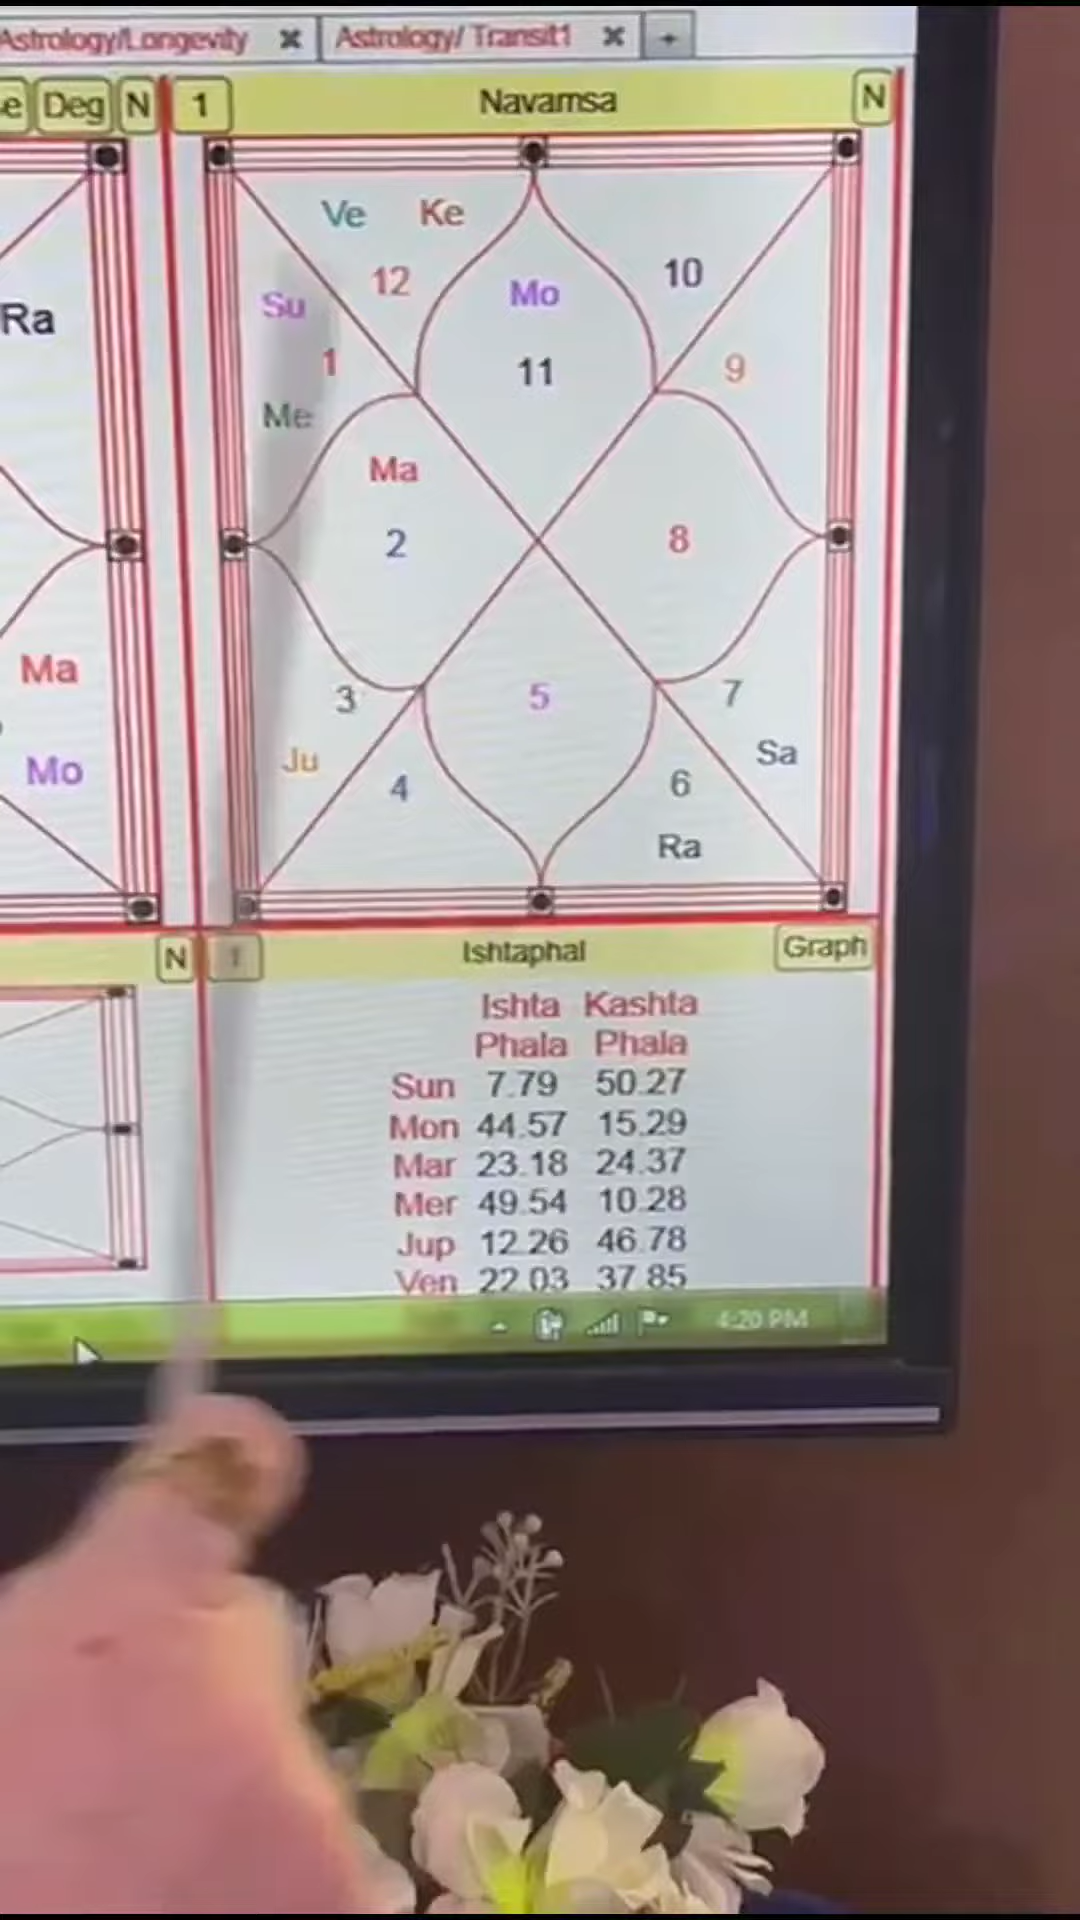 Astrology/Longevity ✖ Astrology/ Transit1 ✖ +
Deg N 1 Navamsa N
Ve Ke
12
10
Su
Mo
Ra
1
11
9
Me
Ma
2
8
Ma
3
5
7
Ju
Sa
Mo
4
6
Ra
N Ishtaphal Graph
Ishta Kashta
Phala Phala
Sun 7.79 50.27
Mon 44.57 15.29
Mar 23.18 24.37
Mer 49.54 10.28
Jup 12.26 46.78
Ven 22.03 37.85
4:20 PM